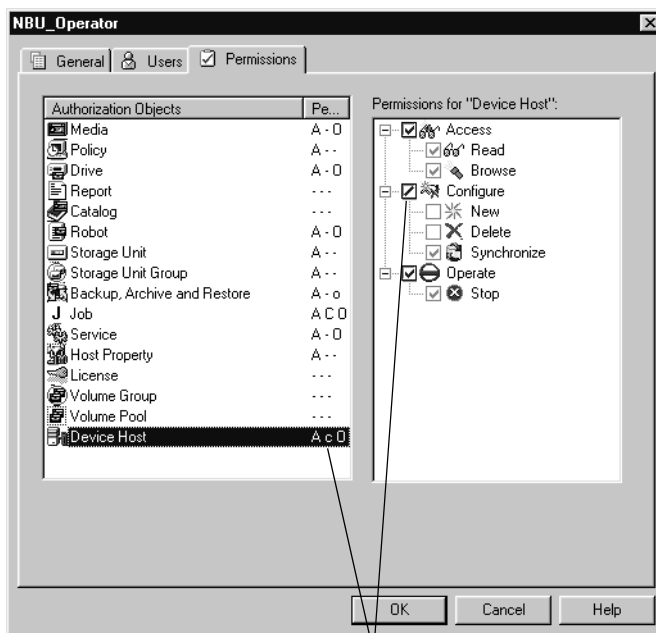 NBU_Operator
General
Users
Permissions
Authorization Objects Pe...
Media A - O
Policy A - -
Drive A - O
Report - - -
Catalog - - -
Robot A - O
Storage Unit A - -
Storage Unit Group A - -
Backup, Archive and Restore A - o
J Job A C O
Service A - O
Host Property A - -
License - - -
Volume Group - - -
Volume Pool - - -
Device Host A c O
Permissions for "Device Host":
Access
Read
Browse
Configure
New
Delete
Synchronize
Operate
Stop
OK
Cancel
Help